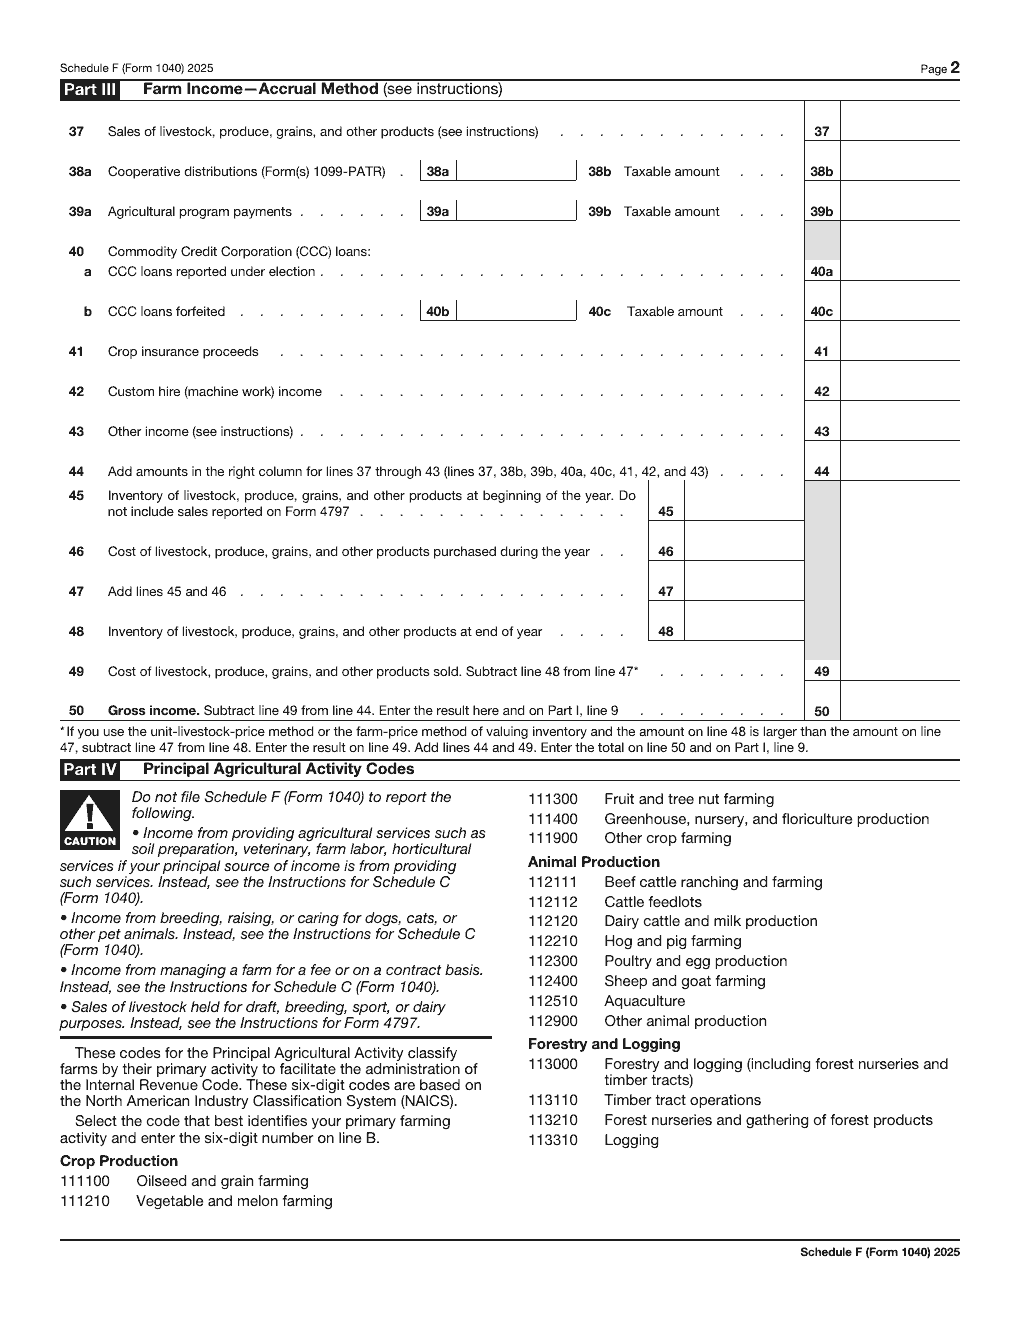 Schedule F (Form 1040) 2025 Page 2
Part III Farm Income—Accrual Method (see instructions)
37 Sales of livestock, produce, grains, and other products (see instructions) . . . . . . . . . . . . 37
38a Cooperative distributions (Form(s) 1099-PATR) . 38a 38b Taxable amount . . . 38b
39a Agricultural program payments . . . . . . 39a 39b Taxable amount . . . 39b
40 Commodity Credit Corporation (CCC) loans:
a CCC loans reported under election . . . . . . . . . . . . . . . . . . . . . . . . 40a
b CCC loans forfeited . . . . . . . . . 40b 40c Taxable amount . . . 40c
41 Crop insurance proceeds . . . . . . . . . . . . . . . . . . . . . . . . . . 41
42 Custom hire (machine work) income . . . . . . . . . . . . . . . . . . . . . . . 42
43 Other income (see instructions) . . . . . . . . . . . . . . . . . . . . . . . . . 43
44 Add amounts in the right column for lines 37 through 43 (lines 37, 38b, 39b, 40a, 40c, 41, 42, and 43) . . . . 44
45 Inventory of livestock, produce, grains, and other products at beginning of the year. Do
not include sales reported on Form 4797 . . . . . . . . . . . . . . 45
46 Cost of livestock, produce, grains, and other products purchased during the year . . 46
47 Add lines 45 and 46 . . . . . . . . . . . . . . . . . . . . 47
48 Inventory of livestock, produce, grains, and other products at end of year . . . . 48
49 Cost of livestock, produce, grains, and other products sold. Subtract line 48 from line 47* . . . . . . . 49
50 Gross income. Subtract line 49 from line 44. Enter the result here and on Part I, line 9 . . . . . . . . 50
*If you use the unit-livestock-price method or the farm-price method of valuing inventory and the amount on line 48 is larger than the amount on line
47, subtract line 47 from line 48. Enter the result on line 49. Add lines 44 and 49. Enter the total on line 50 and on Part I, line 9.
Part IV Principal Agricultural Activity Codes
CAUTION
Do not file Schedule F (Form 1040) to report the
following.
• Income from providing agricultural services such as
soil preparation, veterinary, farm labor, horticultural
services if your principal source of income is from providing
such services. Instead, see the Instructions for Schedule C
(Form 1040).
• Income from breeding, raising, or caring for dogs, cats, or
other pet animals. Instead, see the Instructions for Schedule C
(Form 1040).
• Income from managing a farm for a fee or on a contract basis.
Instead, see the Instructions for Schedule C (Form 1040).
• Sales of livestock held for draft, breeding, sport, or dairy
purposes. Instead, see the Instructions for Form 4797.
These codes for the Principal Agricultural Activity classify
farms by their primary activity to facilitate the administration of
the Internal Revenue Code. These six-digit codes are based on
the North American Industry Classification System (NAICS).
Select the code that best identifies your primary farming
activity and enter the six-digit number on line B.
Crop Production
111100 Oilseed and grain farming
111210 Vegetable and melon farming
111300 Fruit and tree nut farming
111400 Greenhouse, nursery, and floriculture production
111900 Other crop farming
Animal Production
112111 Beef cattle ranching and farming
112112 Cattle feedlots
112120 Dairy cattle and milk production
112210 Hog and pig farming
112300 Poultry and egg production
112400 Sheep and goat farming
112510 Aquaculture
112900 Other animal production
Forestry and Logging
113000 Forestry and logging (including forest nurseries and
timber tracts)
113110 Timber tract operations
113210 Forest nurseries and gathering of forest products
113310 Logging
Schedule F (Form 1040) 2025